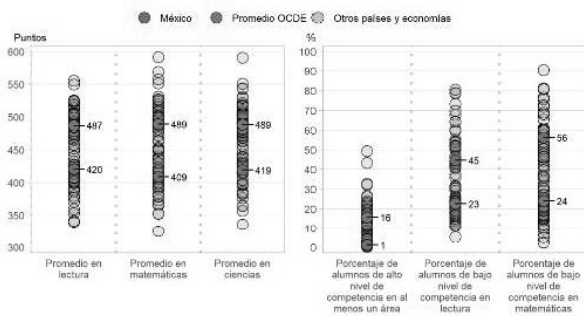 México Promedio OCDE Otros países y economías
Puntos
600
550
500
450
400
350
300
487
420
489
409
489
419
Promedio en
lectura
Promedio en
matemáticas
Promedio en
ciencias
%
100
90
80
70
60
50
40
30
20
10
0
16
1
45
23
56
24
Porcentaje de
alumnos de alto
nivel de
competencia en al
menos un área
Porcentaje de
alumnos de bajo
nivel de
competencia en
lectura
Porcentaje de
alumnos de bajo
nivel de
competencia en
matemáticas